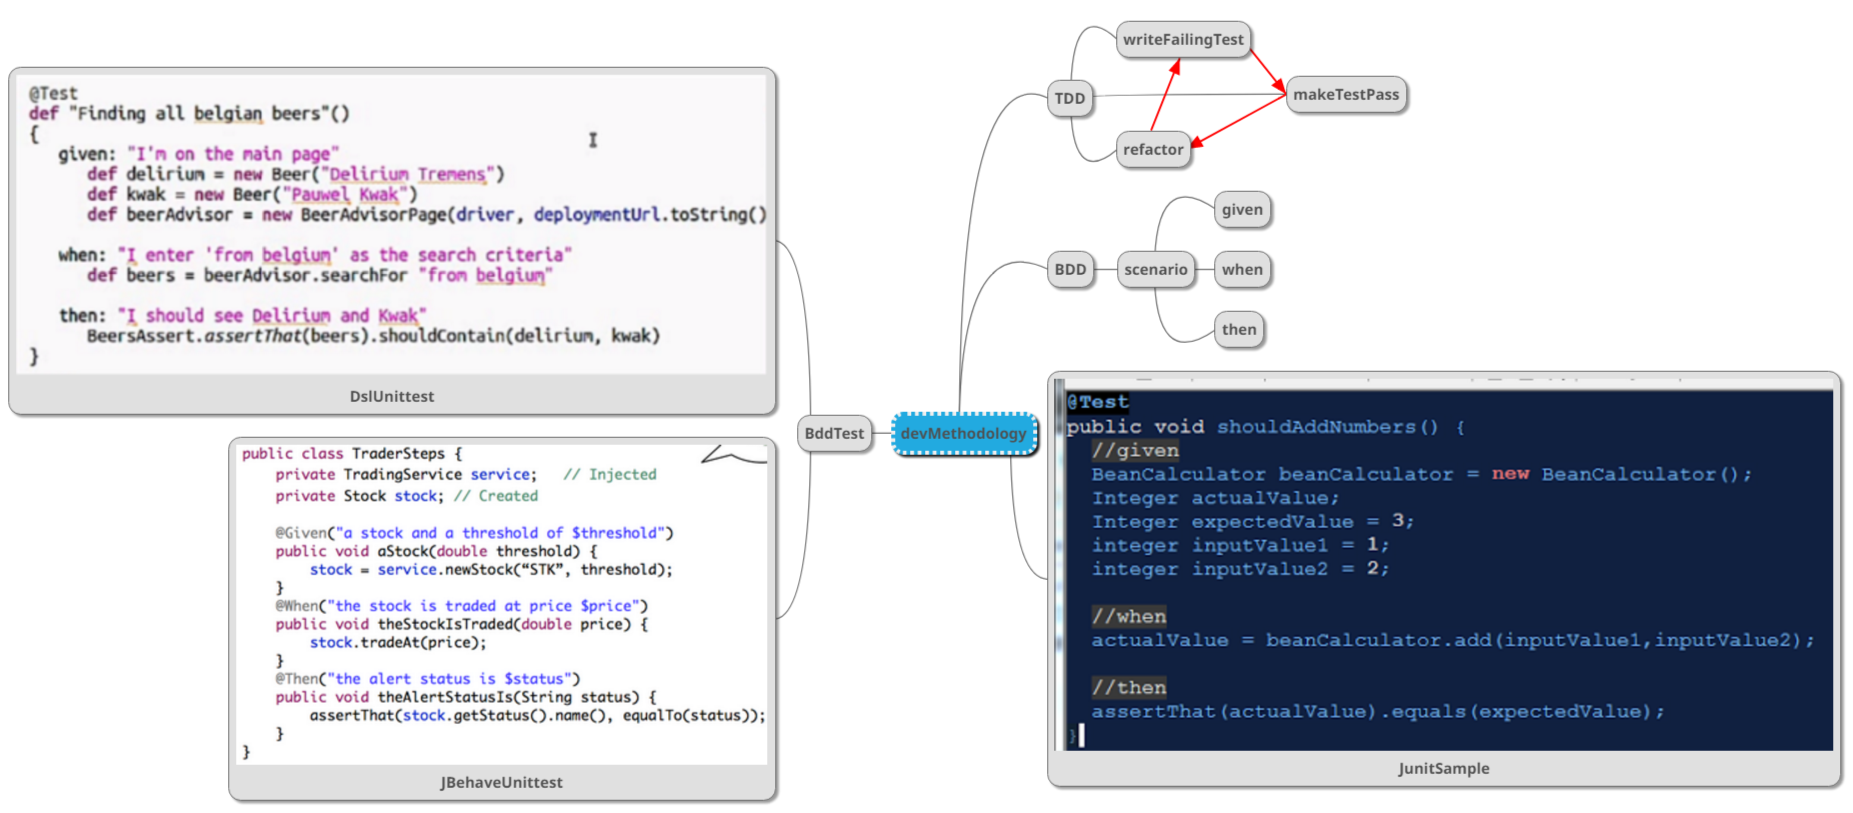 @Test
def "Finding all belgian beers"()
{
given: "I'm on the main page"
def delirium = new Beer("Delirium Tremens")
def kwak = new Beer("Pauwel Kwak")
def beerAdvisor = new BeerAdvisorPage(driver, deploymentUrl.toString()
when: "I enter 'from belgium' as the search criteria"
def beers = beerAdvisor.searchFor "from belgium"
then: "I should see Delirium and Kwak"
BeersAssert.assertThat(beers).shouldContain(delirium, kwak)
}
DslUnittest
public class TraderSteps {
private TradingService service; // Injected
private Stock stock; // Created
@Given("a stock and a threshold of $threshold")
public void aStock(double threshold) {
stock = service.newStock(“STK”, threshold);
}
@When("the stock is traded at price $price")
public void theStockIsTraded(double price) {
stock.tradeAt(price);
}
@Then("the alert status is $status")
public void theAlertStatusIs(String status) {
assertThat(stock.getStatus().name(), equalTo(status));
}
}
JBehaveUnittest
BddTest
devMethodology
TDD
writeFailingTest
makeTestPass
refactor
BDD
scenario
given
when
then
@Test
public void shouldAddNumbers() {
//given
BeanCalculator beanCalculator = new BeanCalculator();
Integer actualValue;
Integer expectedValue = 3;
integer inputValue1 = 1;
integer inputValue2 = 2;
//when
actualValue = beanCalculator.add(inputValue1,inputValue2);
//then
assertThat(actualValue).equals(expectedValue);
}
JunitSample